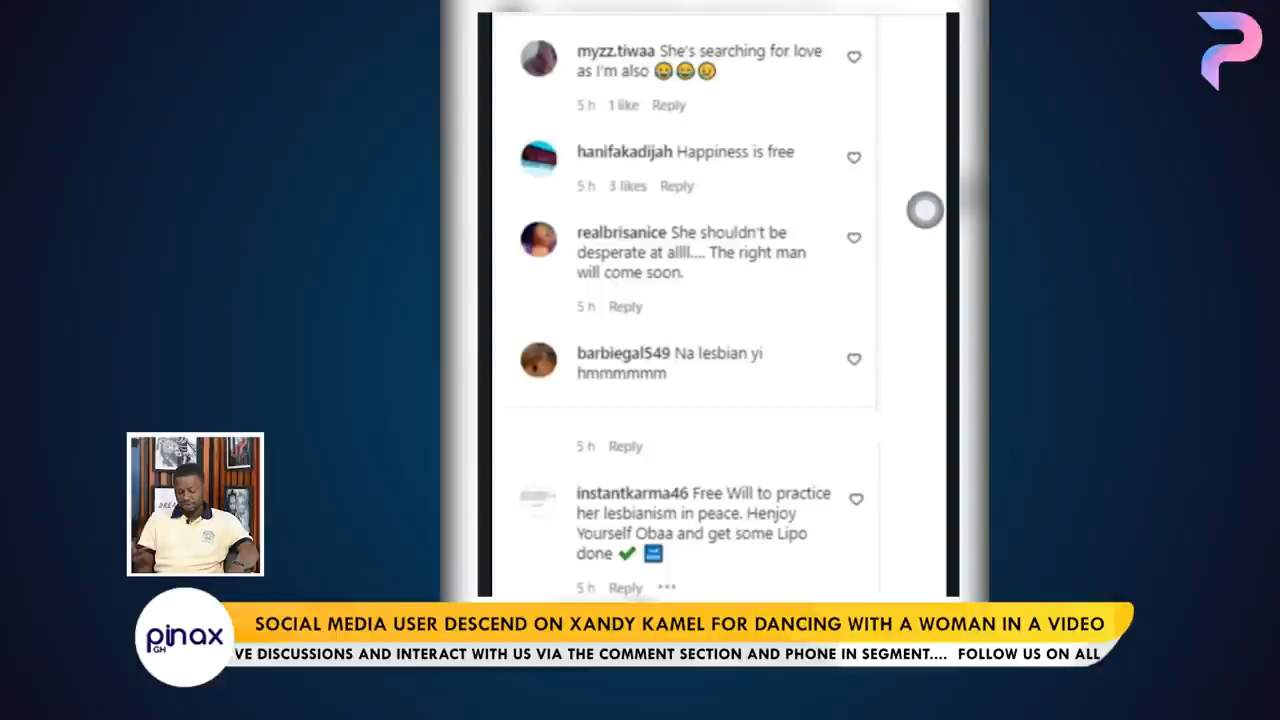 myzz.tiwaa She's searching for love
as I'm also 😂😂😢
5 h 1 like Reply
hanifakadijah Happiness is free
5 h 3 likes Reply
realbrisanice She shouldn't be
desperate at allll.... The right man
will come soon.
5 h Reply
barbiegal549 Na lesbian yi
hmmmmmm
5 h Reply
instantkarma46 Free Will to practice
her lesbianism in peace. Henjoy
Yourself Obaa and get some Lipo
done ✔
5 h Reply ...
DREA
pinax
GH
SOCIAL MEDIA USER DESCEND ON XANDY KAMEL FOR DANCING WITH A WOMAN IN A VIDEO
VE DISCUSSIONS AND INTERACT WITH US VIA THE COMMENT SECTION AND PHONE IN SEGMENT.... FOLLOW US ON ALL